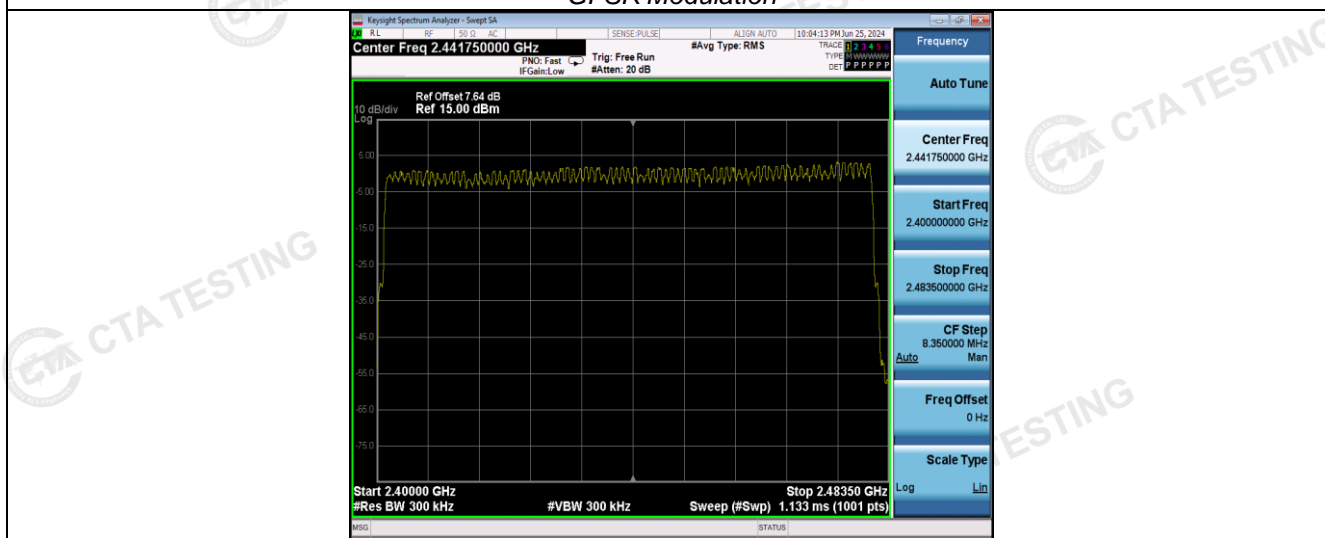 GFSK Modulation
Keysight Spectrum Analyzer - Swept SA
RL RF 50 Ω AC SENSE:PULSE ALIGN AUTO 10:04:13 PM Jun 25, 2024
Center Freq 2.441750000 GHz
#Avg Type: RMS
TRACE 1 2 3 4 5 6
PNO: Fast
Trig: Free Run
TYPE M WWWWW
IFGain:Low
#Atten: 20 dB
DET P P P P P P
Ref Offset 7.64 dB
10 dB/div Ref 15.00 dBm
Log
5.00
-5.00
-15.0
-25.0
-35.0
-45.0
-55.0
-65.0
-75.0
Start 2.40000 GHz
Stop 2.48350 GHz
#Res BW 300 kHz
#VBW 300 kHz
Sweep (#Swp) 1.133 ms (1001 pts)
MSG
STATUS
Frequency
Auto Tune
Center Freq
2.441750000 GHz
Start Freq
2.400000000 GHz
Stop Freq
2.483500000 GHz
CF Step
8.350000 MHz
Auto Man
Freq Offset
0 Hz
Scale Type
Log Lin
CTA TESTING
CTA TESTING
TESTING